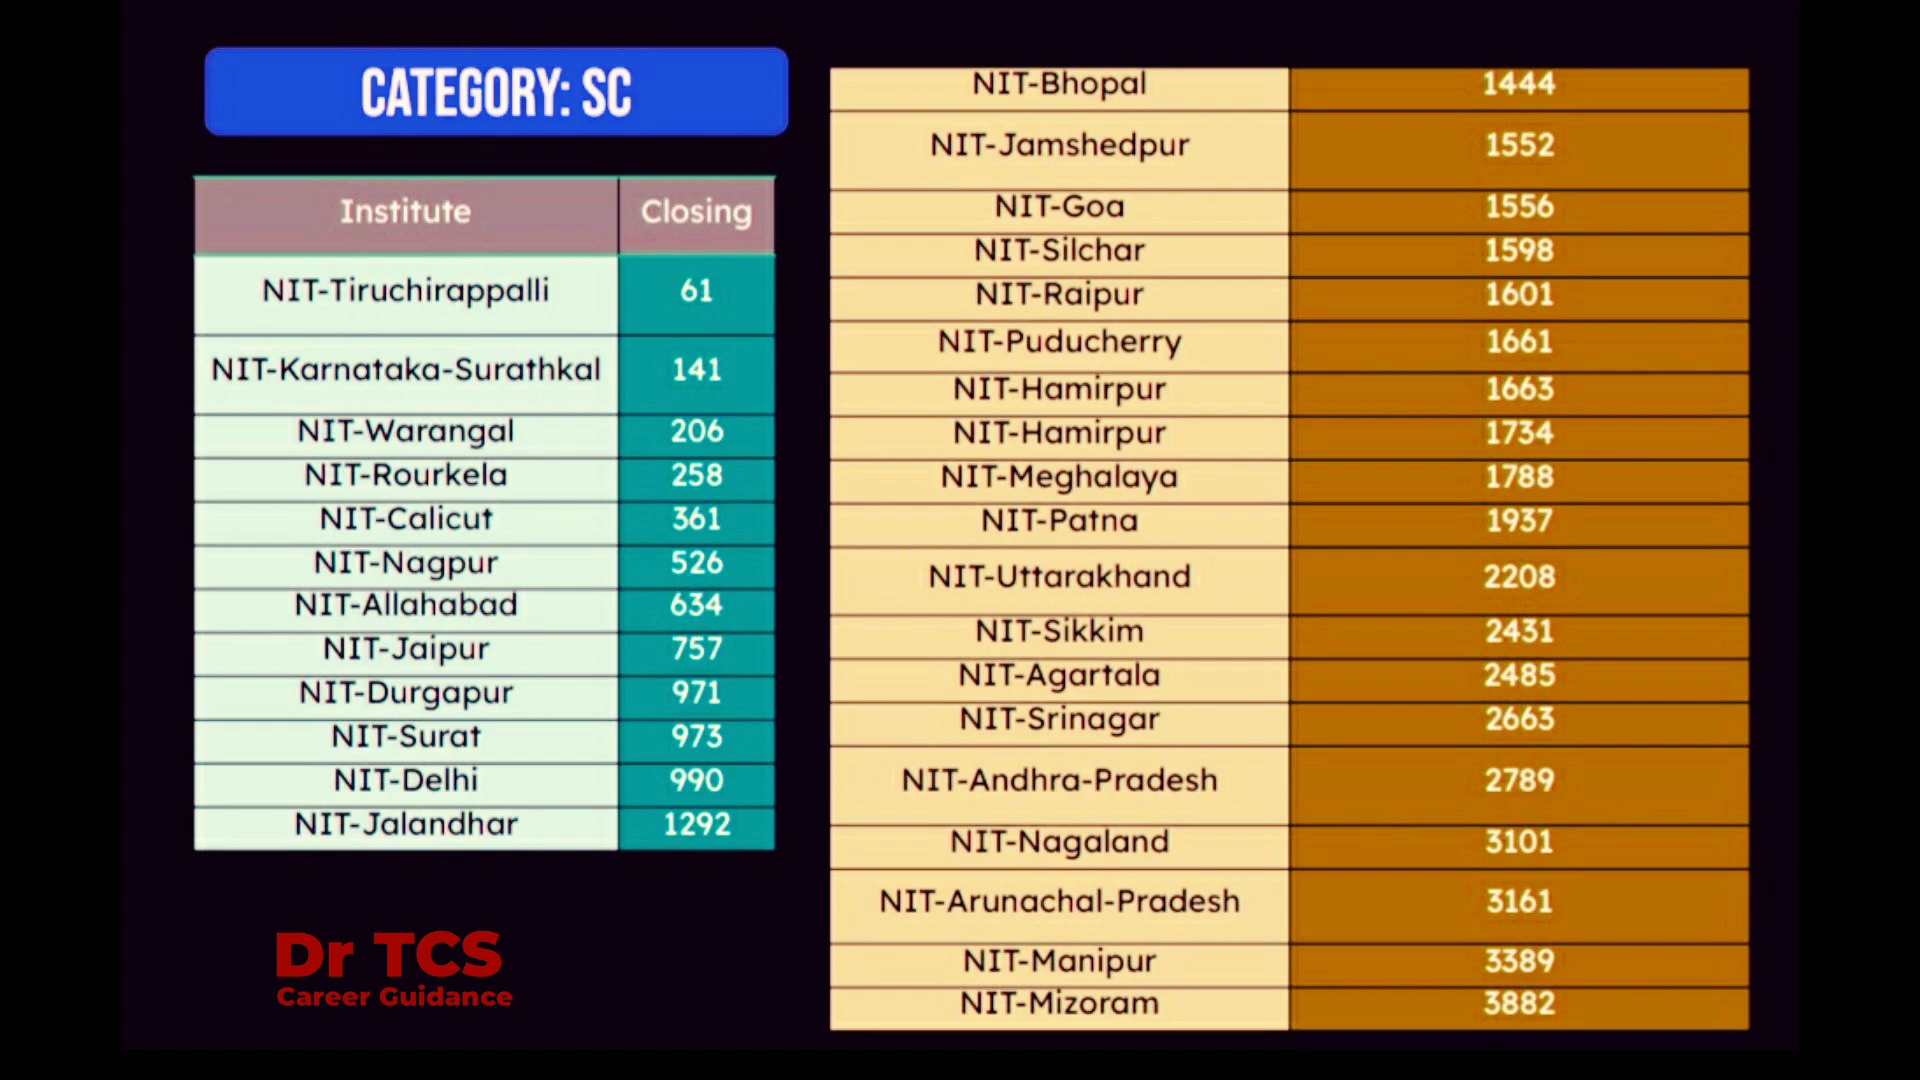 CATEGORY: SC
Institute Closing
NIT-Tiruchirappalli 61
NIT-Karnataka-Surathkal 141
NIT-Warangal 206
NIT-Rourkela 258
NIT-Calicut 361
NIT-Nagpur 526
NIT-Allahabad 634
NIT-Jaipur 757
NIT-Durgapur 971
NIT-Surat 973
NIT-Delhi 990
NIT-Jalandhar 1292
Dr TCS
Career Guidance
NIT-Bhopal 1444
NIT-Jamshedpur 1552
NIT-Goa 1556
NIT-Silchar 1598
NIT-Raipur 1601
NIT-Puducherry 1661
NIT-Hamirpur 1663
NIT-Hamirpur 1734
NIT-Meghalaya 1788
NIT-Patna 1937
NIT-Uttarakhand 2208
NIT-Sikkim 2431
NIT-Agartala 2485
NIT-Srinagar 2663
NIT-Andhra-Pradesh 2789
NIT-Nagaland 3101
NIT-Arunachal-Pradesh 3161
NIT-Manipur 3389
NIT-Mizoram 3882